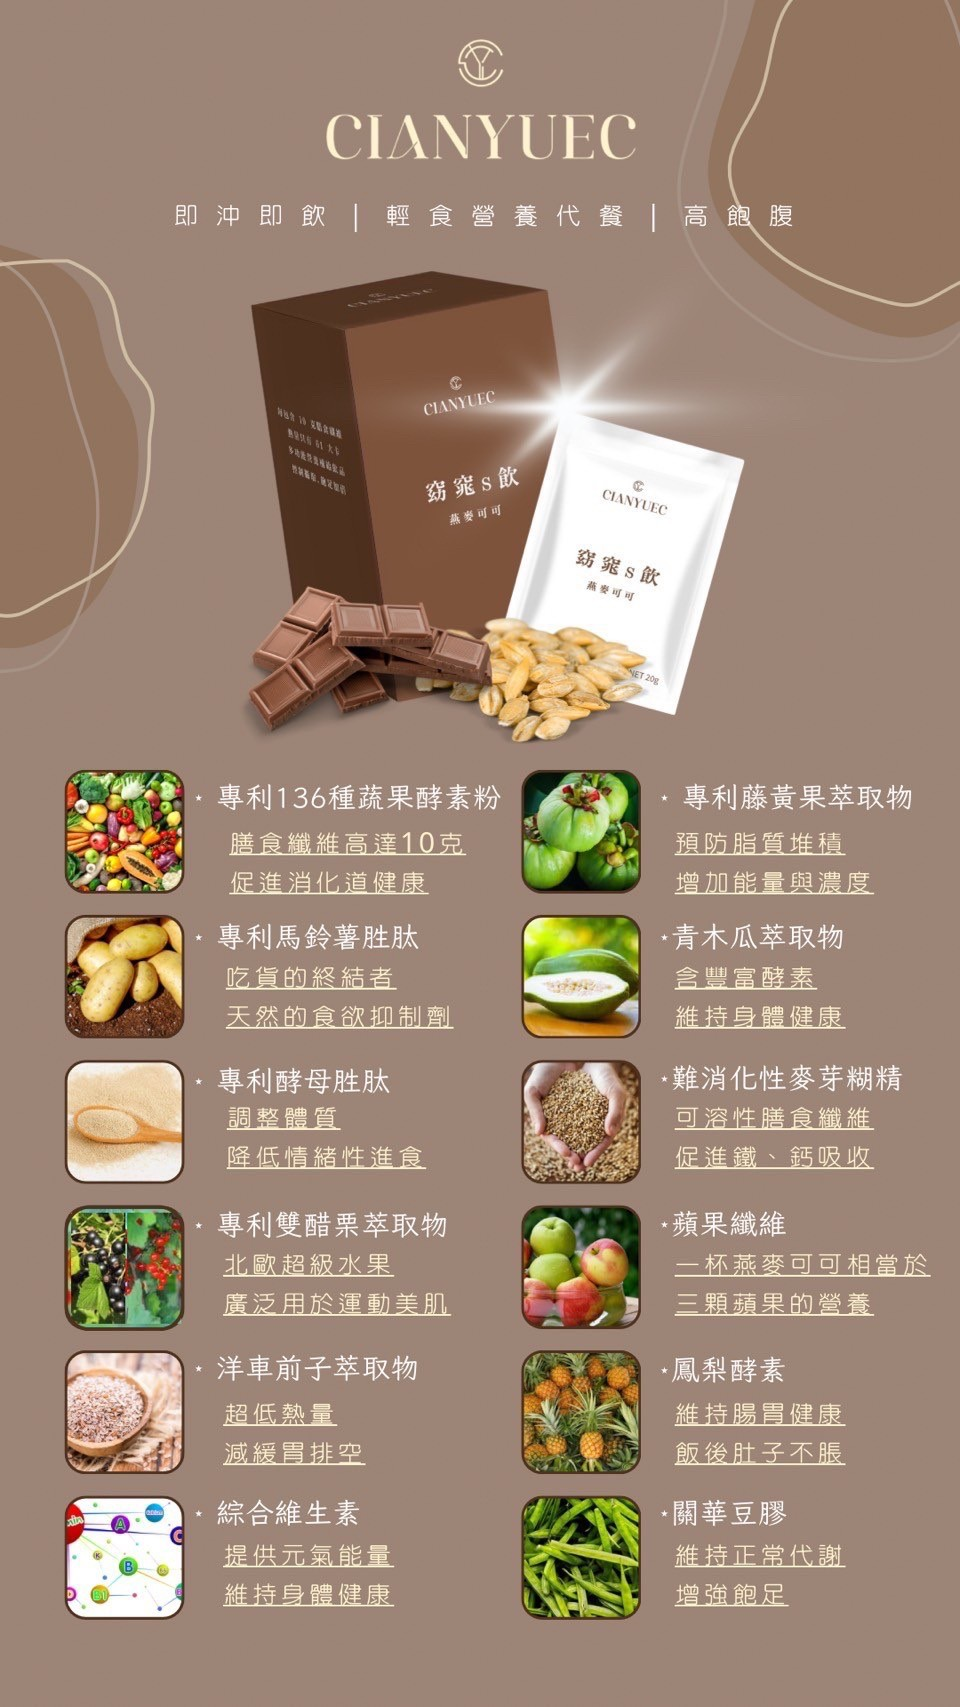 CIANYUEC
即沖即飲 | 輕食營養代餐 | 高飽腹
CIANYUEC
CIANYUEC
窈窕s飲
燕麥可可
CIANYUEC
窈窕s飲
燕麥可可
NET 20g
· 專利136種蔬果酵素粉
膳食纖維高達10克
促進消化道健康
· 專利藤黃果萃取物
預防脂質堆積
增加能量與濃度
· 專利馬鈴薯胜肽
吃貨的終結者
天然的食欲抑制劑
·青木瓜萃取物
含豐富酵素
維持身體健康
· 專利酵母胜肽
調整體質
降低情緒性進食
·難消化性麥芽糊精
可溶性膳食纖維
促進鐵、鈣吸收
· 專利雙醋栗萃取物
北歐超級水果
廣泛用於運動美肌
·蘋果纖維
一杯燕麥可可相當於
三顆蘋果的營養
· 洋車前子萃取物
超低熱量
減緩胃排空
·鳳梨酵素
維持腸胃健康
飯後肚子不脹
· 綜合維生素
提供元氣能量
維持身體健康
·關華豆膠
維持正常代謝
增強飽足
A
B